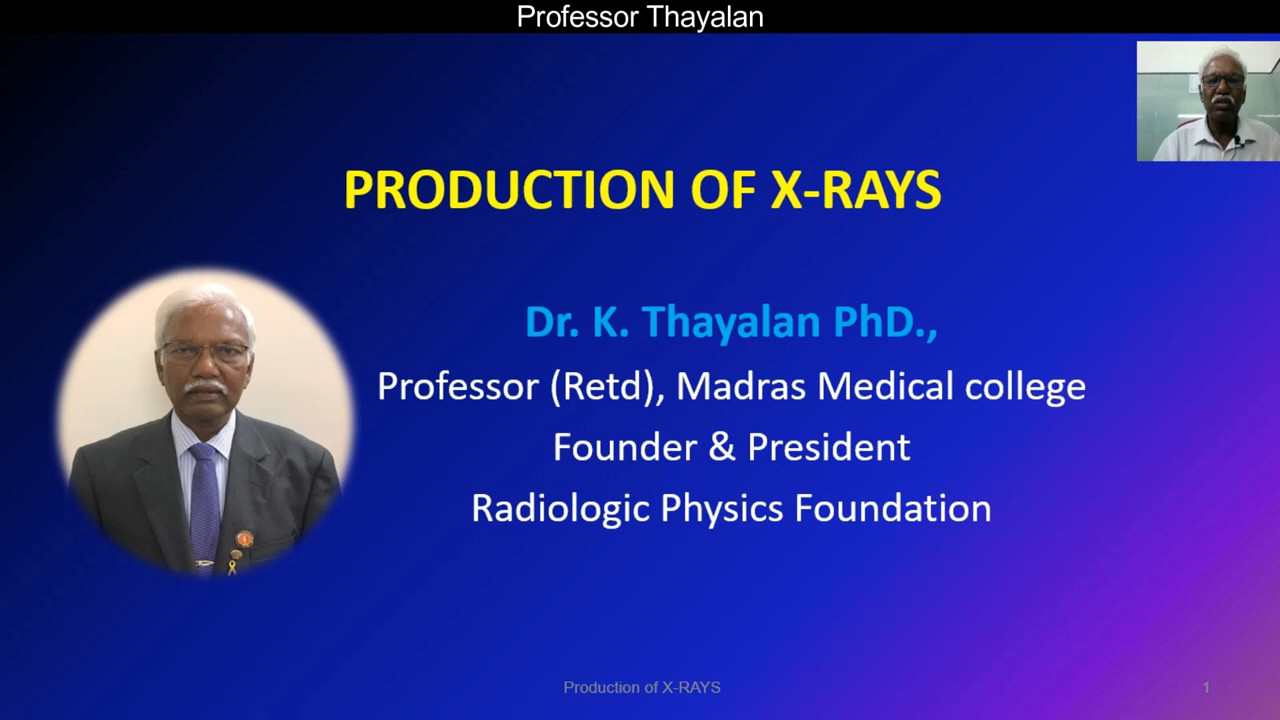 Professor Thayalan
PRODUCTION OF X-RAYS
Dr. K. Thayalan PhD.,
Professor (Retd), Madras Medical college
Founder & President
Radiologic Physics Foundation
Production of X-RAYS
1